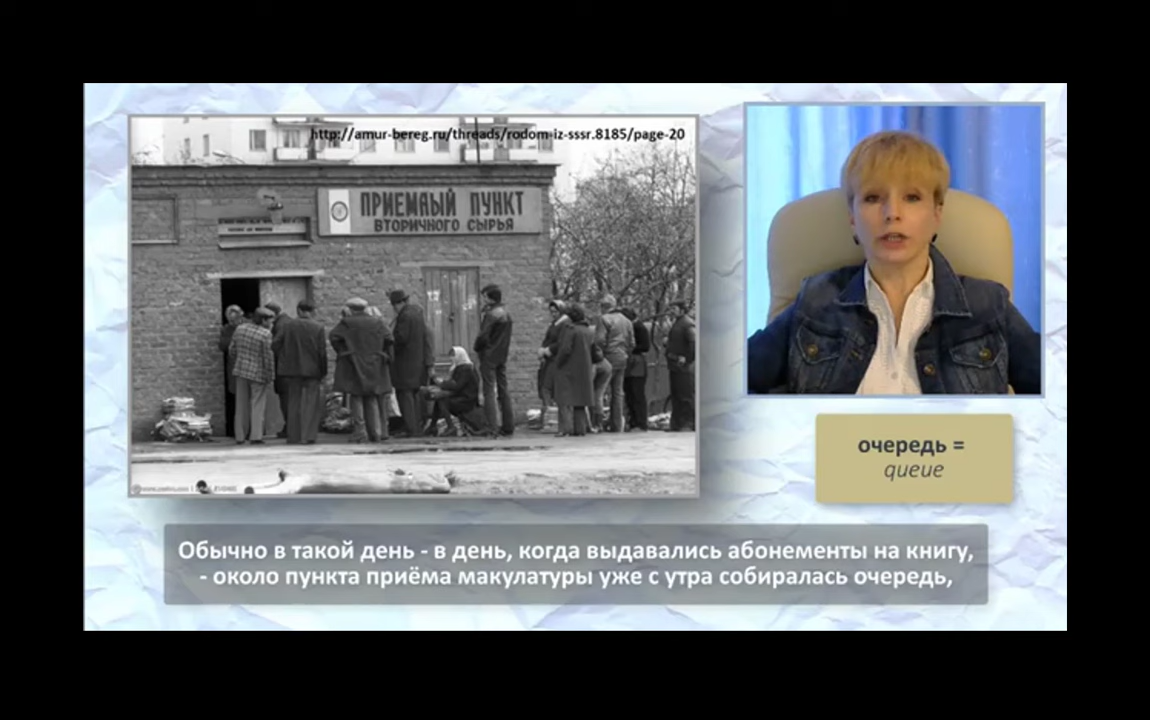 http://amur-bereg.ru/threads/rodom-iz-sssr.8185/page-20
ПРИЕМНЫЙ ПУНКТ
ВТОРИЧНОГО СЫРЬЯ
очередь =
queue
Обычно в такой день - в день, когда выдавались абонементы на книгу,
- около пункта приёма макулатуры уже с утра собиралась очередь,